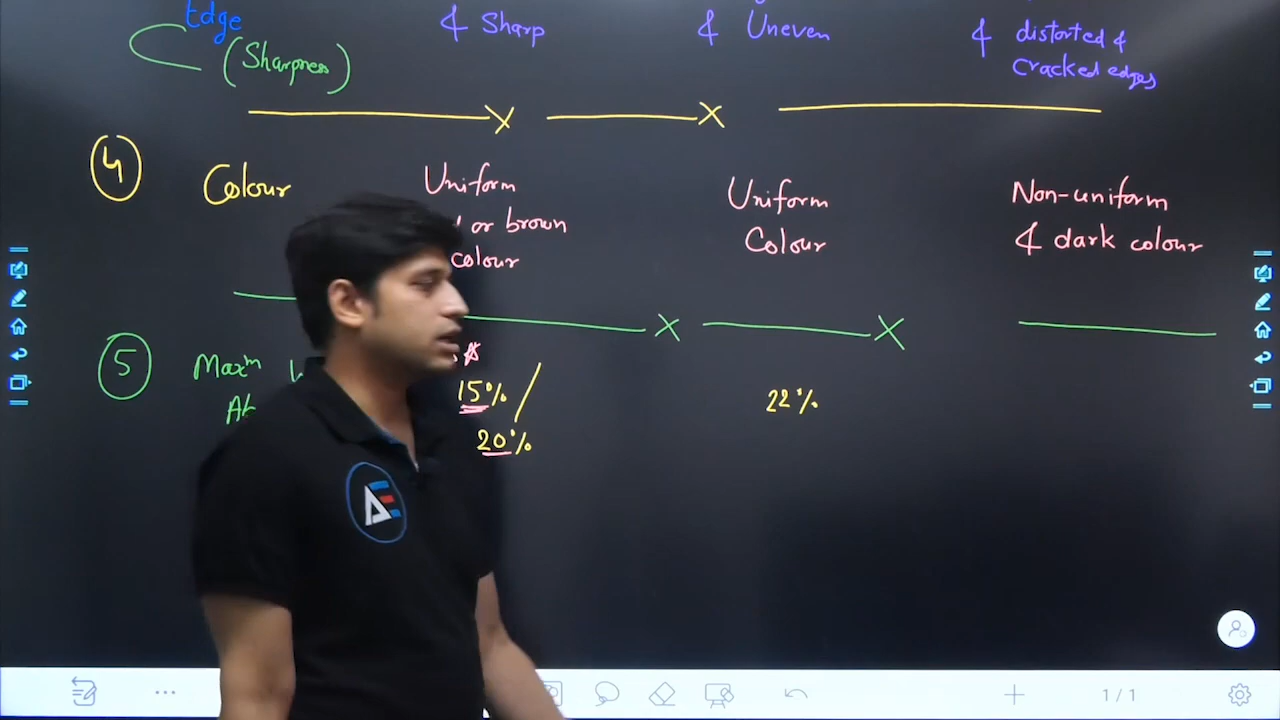 Edge
(Sharpness)
& Sharp
& Uneven
& distorted &
cracked edges
4
Colour
Uniform
or brown
colour
Uniform
Colour
Non-uniform
& dark colour
5
Maxm
15% /
20%
22%
1/1